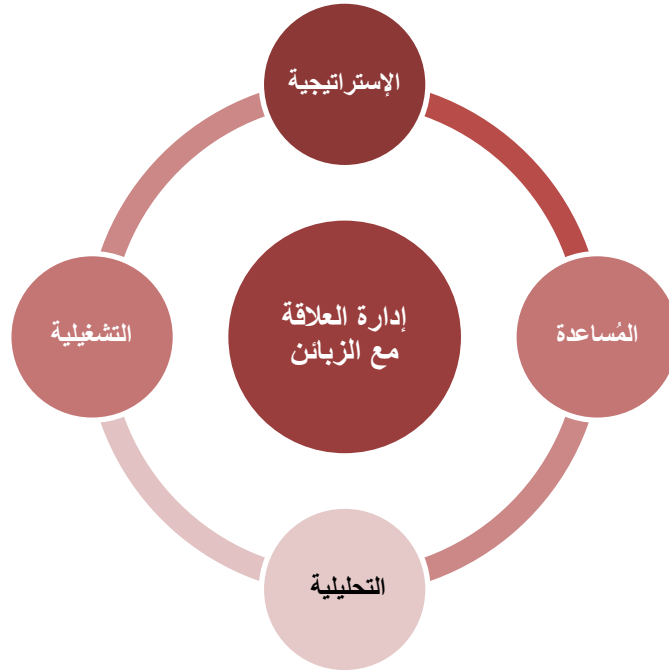 الإستراتيجية
المُساعدة
إدارة العلاقة
مع الزبائن
التشغيلية
التحليلية